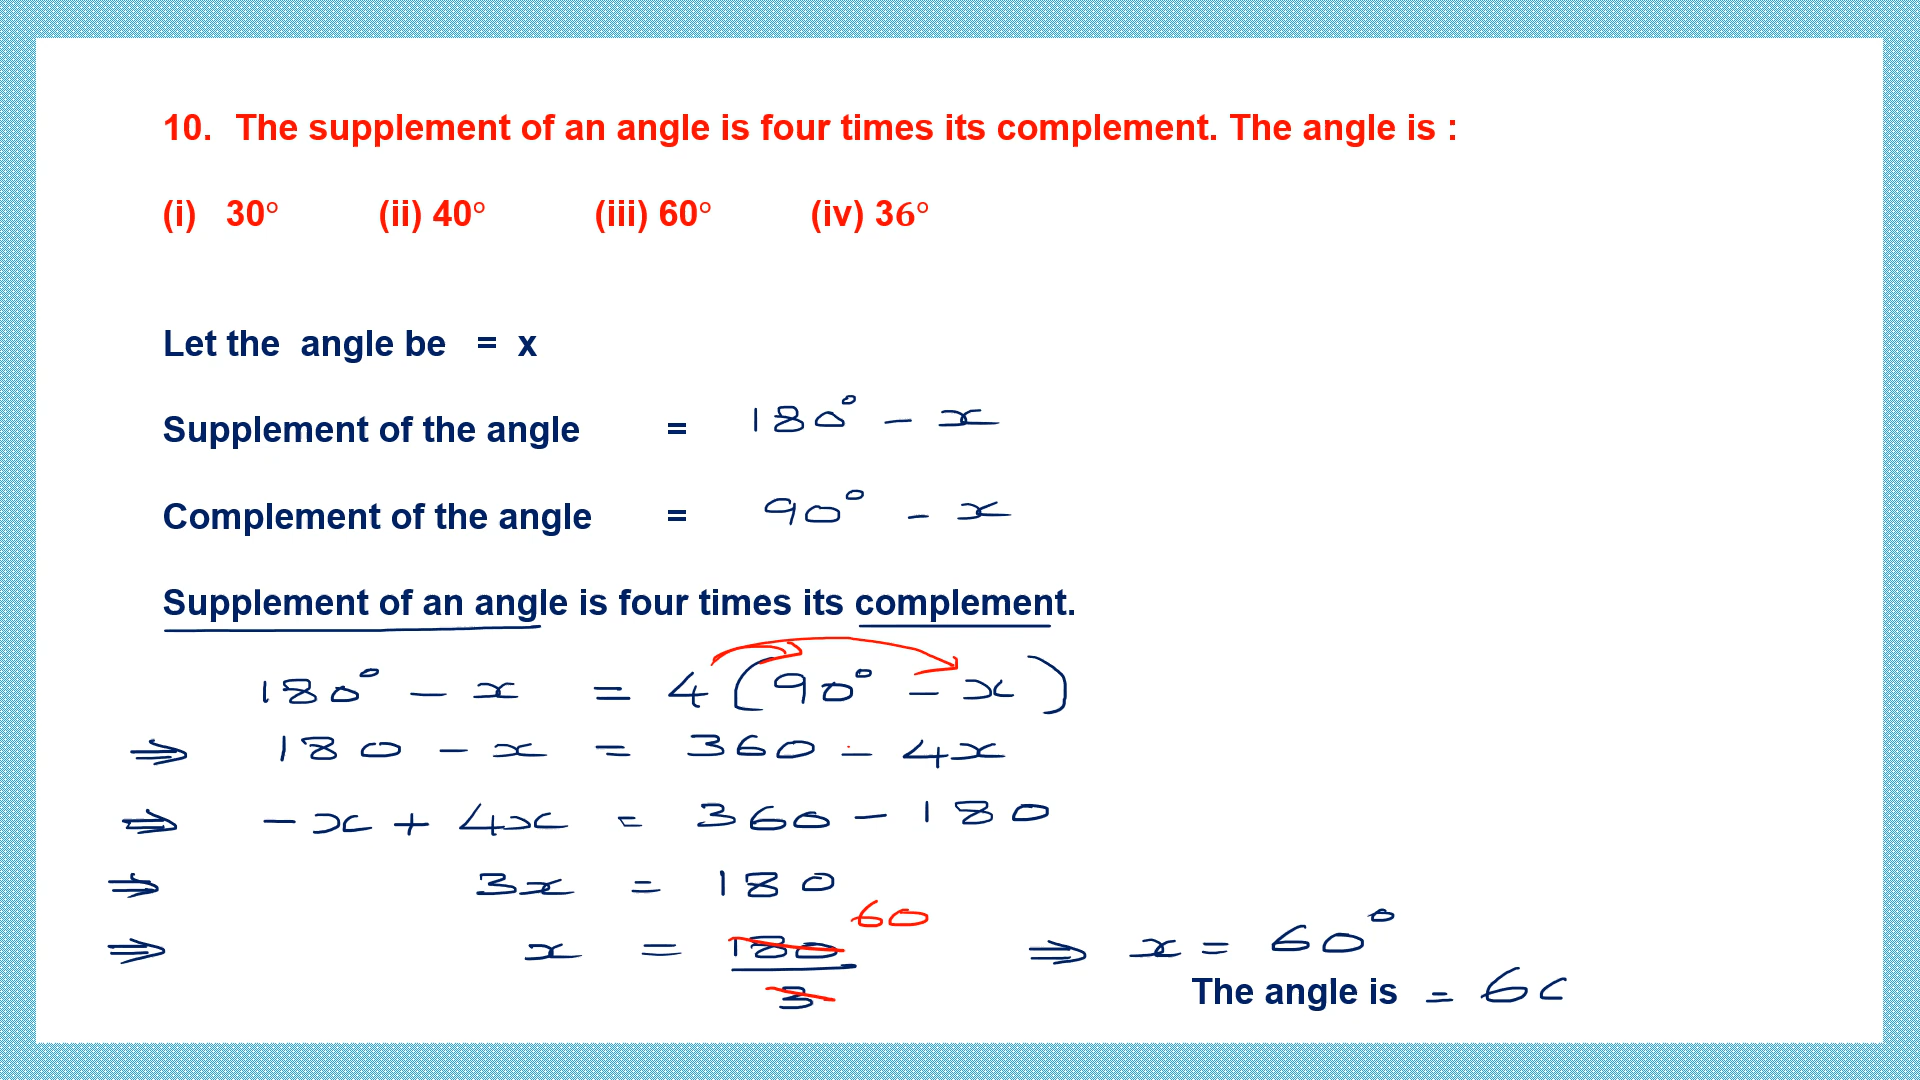 10. The supplement of an angle is four times its complement. The angle is :
(i) 30° (ii) 40° (iii) 60° (iv) 36°
Let the angle be = x
Supplement of the angle = 180° - x
Complement of the angle = 90° - x
Supplement of an angle is four times its complement.
180° - x = 4(90° - x)
⇒ 180 - x = 360 - 4x
⇒ -x + 4x = 360 - 180
⇒ 3x = 180
60
⇒ x = 180/3 ⇒ x = 60°
The angle is = 6